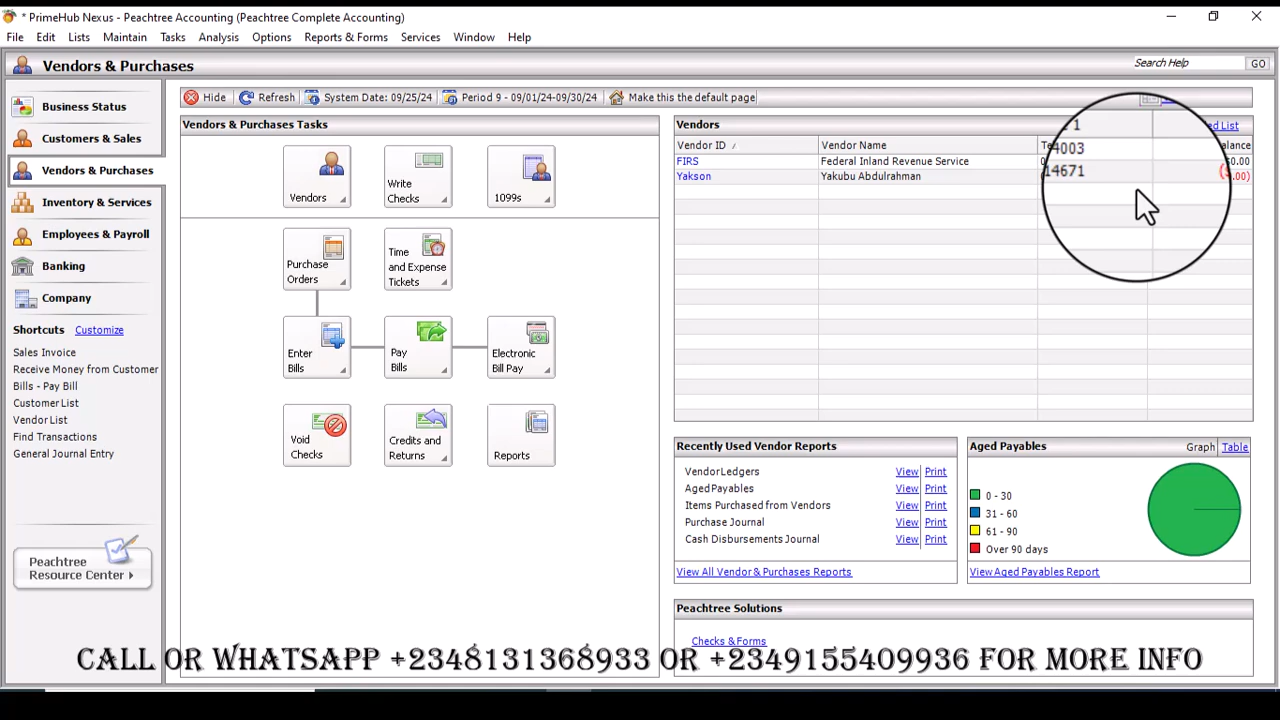 * PrimeHub Nexus - Peachtree Accounting (Peachtree Complete Accounting)
File Edit Lists Maintain Tasks Analysis Options Reports & Forms Services Window Help
Vendors & Purchases
Search Help GO
Business Status
Customers & Sales
Vendors & Purchases
Inventory & Services
Employees & Payroll
Banking
Company
Shortcuts Customize
Sales Invoice
Receive Money from Customer
Bills - Pay Bill
Customer List
Vendor List
Find Transactions
General Journal Entry
Peachtree
Resource Center
Hide Refresh System Date: 09/25/24 Period 9 - 09/01/24-09/30/24 Make this the default page
Vendors & Purchases Tasks
Vendors
Write
Checks
1099s
Purchase
Orders
Time
and Expense
Tickets
Enter
Bills
Pay
Bills
Electronic
Bill Pay
Void
Checks
Credits and
Returns
Reports
Vendors
List
Vendor ID Vendor Name
FIRS Federal Inland Revenue Service
Yakson Yakubu Abdulrahman
1
4003
14671
Recently Used Vendor Reports
Vendor Ledgers View Print
Aged Payables View Print
Items Purchased from Vendors View Print
Purchase Journal View Print
Cash Disbursements Journal View Print
View All Vendor & Purchases Reports
Aged Payables Graph Table
0 - 30
31 - 60
61 - 90
Over 90 days
View Aged Payables Report
Peachtree Solutions
Checks & Forms
CALL OR WHATSAPP +2348131368933 OR +2349155409936 FOR MORE INFO